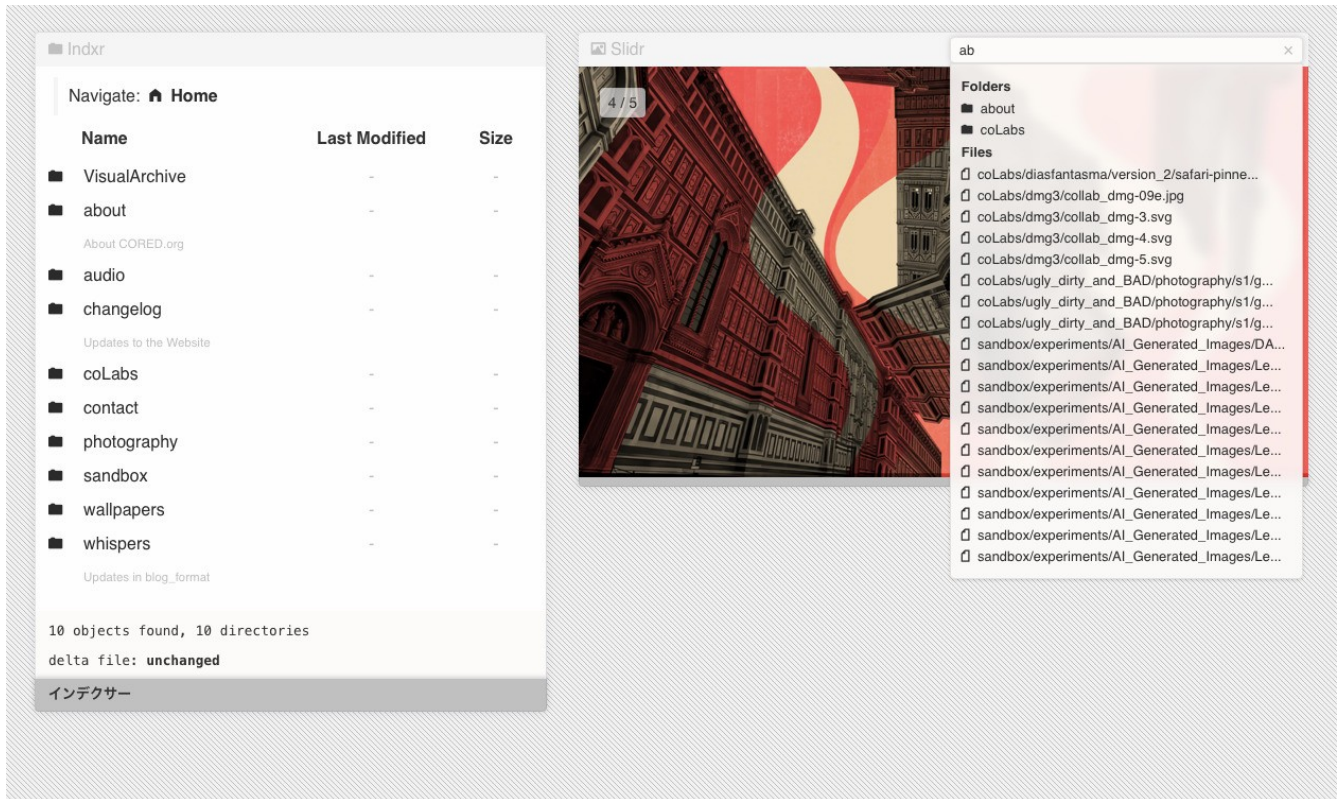 Indxr
Navigate: Home
Name Last Modified Size
VisualArchive - -
about - -
About CORED.org
audio - -
changelog - -
Updates to the Website
coLabs - -
contact - -
photography - -
sandbox - -
wallpapers - -
whispers - -
Updates in blog_format
10 objects found, 10 directories
delta file: unchanged
インデクサー
Slidr
4 / 5
ab ×
Folders
about
coLabs
Files
coLabs/diasfantasma/version_2/safari-pinne...
coLabs/dmg3/collab_dmg-09e.jpg
coLabs/dmg3/collab_dmg-3.svg
coLabs/dmg3/collab_dmg-4.svg
coLabs/dmg3/collab_dmg-5.svg
coLabs/ugly_dirty_and_BAD/photography/s1/g...
coLabs/ugly_dirty_and_BAD/photography/s1/g...
coLabs/ugly_dirty_and_BAD/photography/s1/g...
sandbox/experiments/AI_Generated_Images/DA...
sandbox/experiments/AI_Generated_Images/Le...
sandbox/experiments/AI_Generated_Images/Le...
sandbox/experiments/AI_Generated_Images/Le...
sandbox/experiments/AI_Generated_Images/Le...
sandbox/experiments/AI_Generated_Images/Le...
sandbox/experiments/AI_Generated_Images/Le...
sandbox/experiments/AI_Generated_Images/Le...
sandbox/experiments/AI_Generated_Images/Le...
sandbox/experiments/AI_Generated_Images/Le...
sandbox/experiments/AI_Generated_Images/Le...